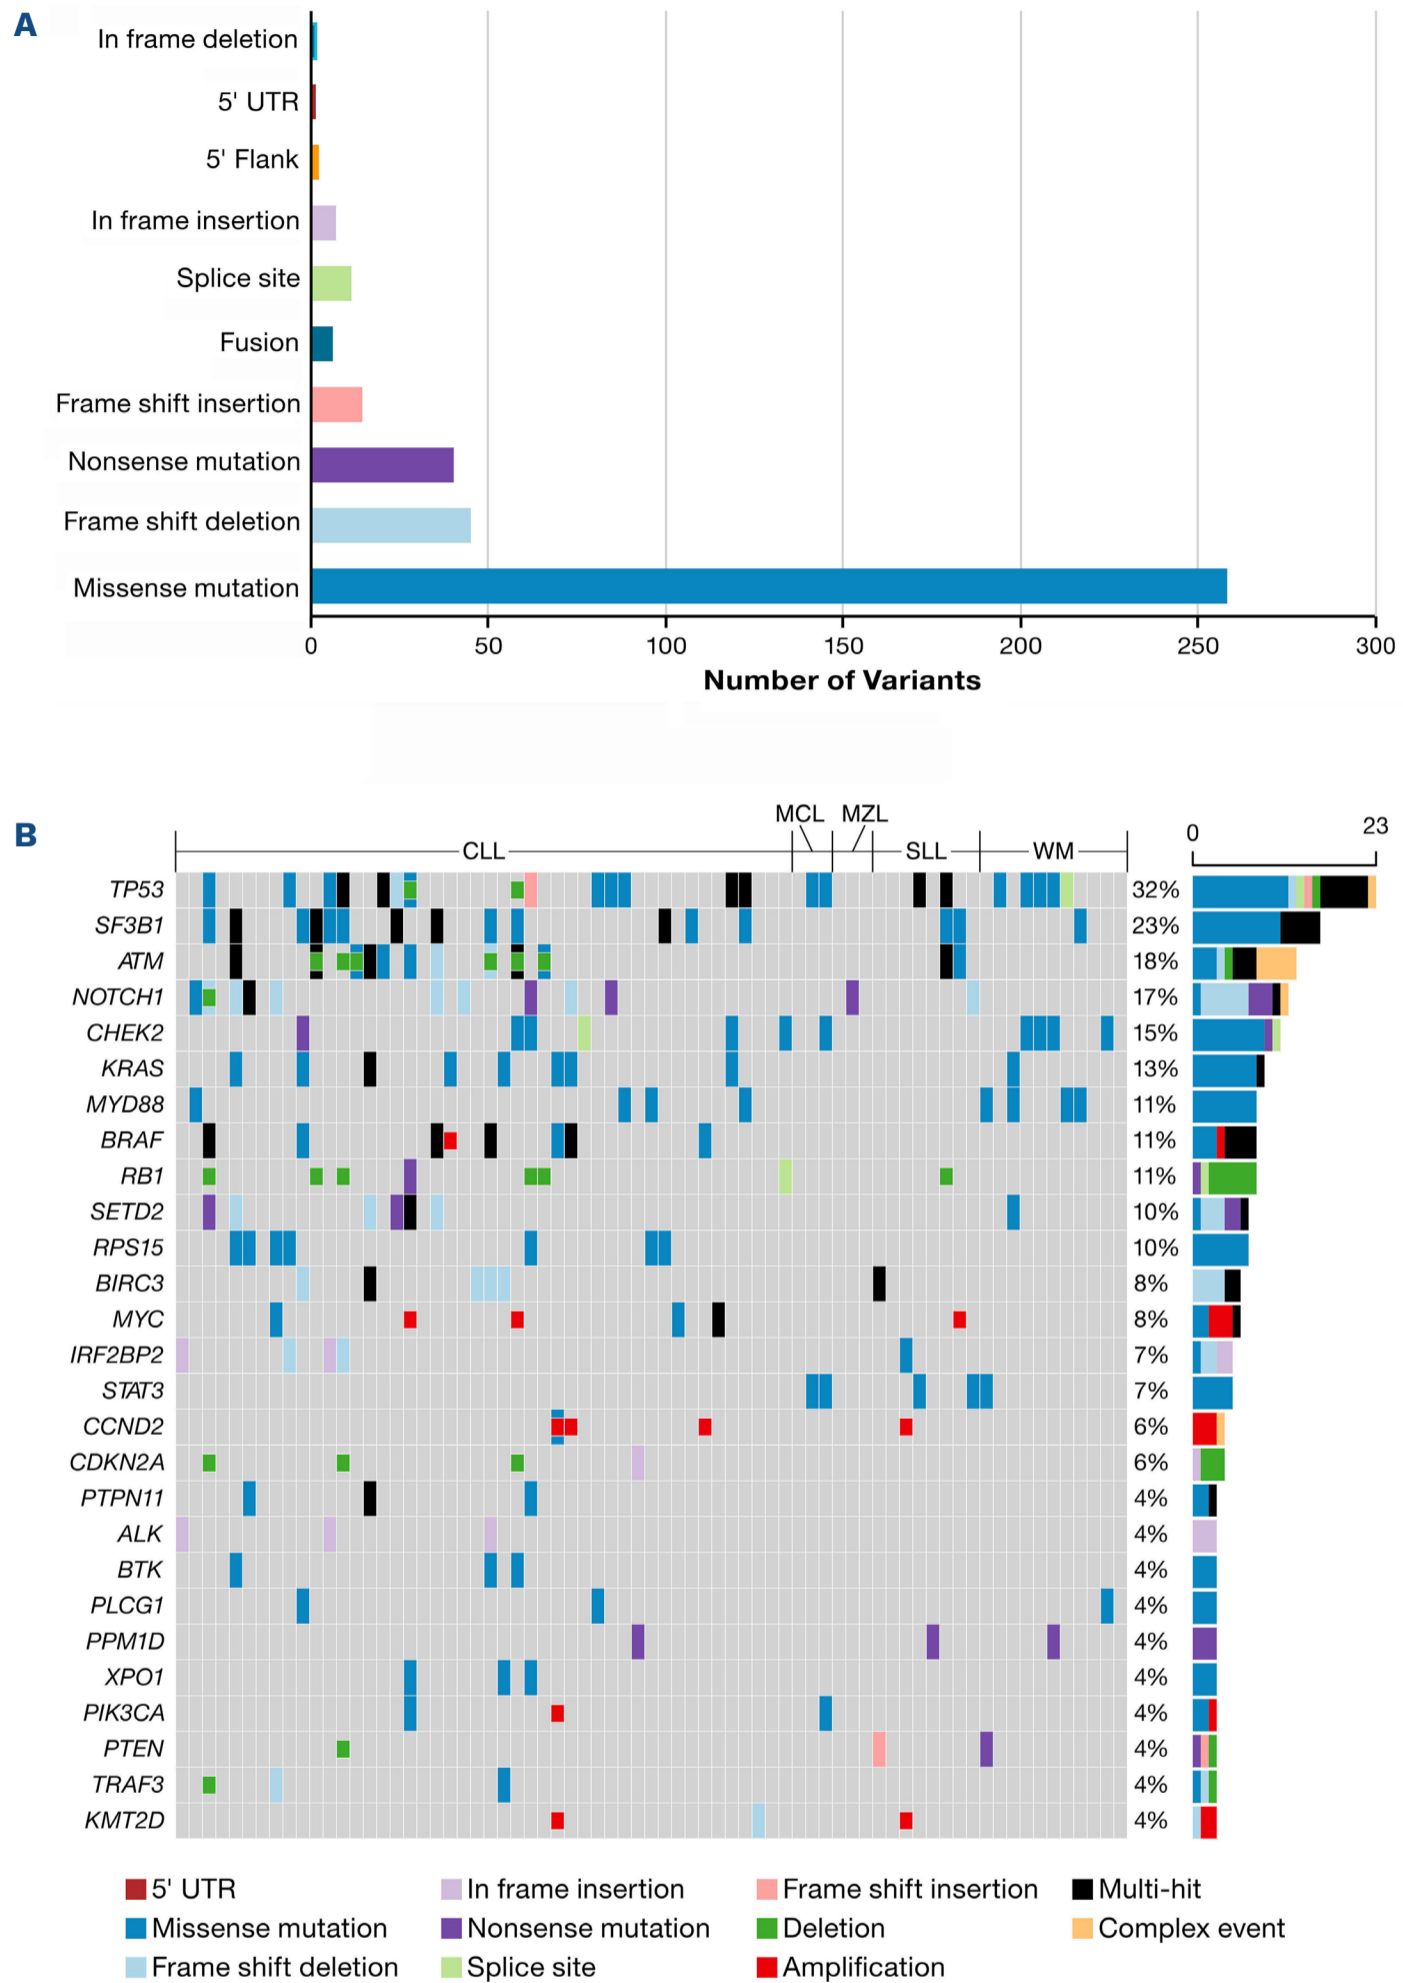 A
In frame deletion
5' UTR
5' Flank
In frame insertion
Splice site
Fusion
Frame shift insertion
Nonsense mutation
Frame shift deletion
Missense mutation
0 50 100 150 200 250 300
Number of Variants
B
MCL MZL
CLL SLL WM
0 23
TP53 32%
SF3B1 23%
ATM 18%
NOTCH1 17%
CHEK2 15%
KRAS 13%
MYD88 11%
BRAF 11%
RB1 11%
SETD2 10%
RPS15 10%
BIRC3 8%
MYC 8%
IRF2BP2 7%
STAT3 7%
CCND2 6%
CDKN2A 6%
PTPN11 4%
ALK 4%
BTK 4%
PLCG1 4%
PPM1D 4%
XPO1 4%
PIK3CA 4%
PTEN 4%
TRAF3 4%
KMT2D 4%
5' UTR In frame insertion Frame shift insertion Multi-hit
Missense mutation Nonsense mutation Deletion Complex event
Frame shift deletion Splice site Amplification